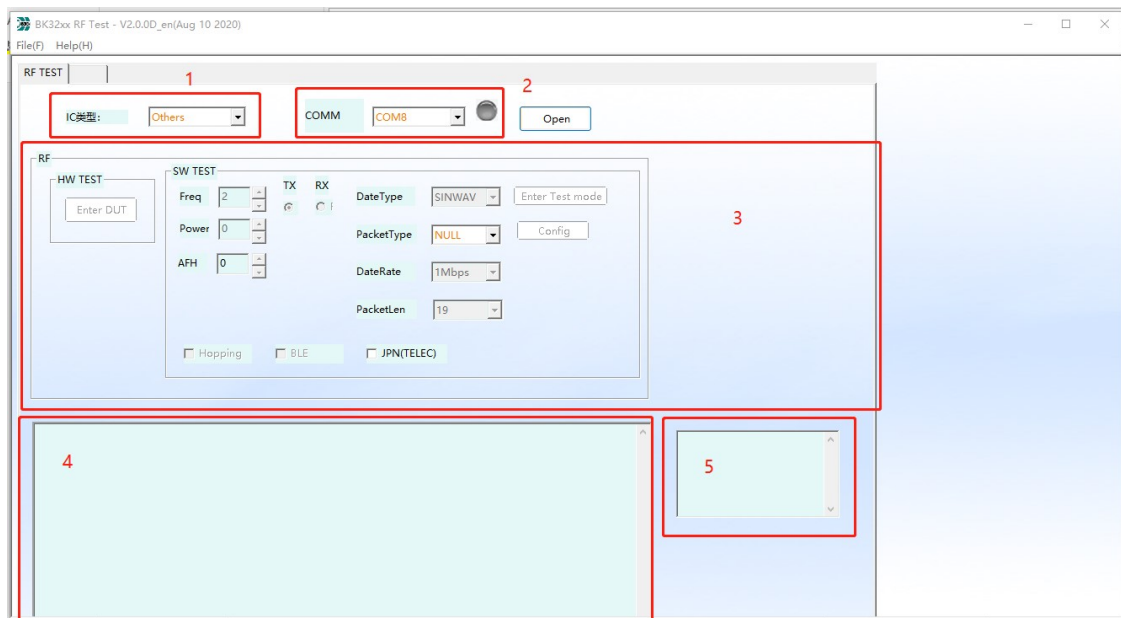 BK32xx RF Test - V2.0.0D_en(Aug 10 2020)
File(F) Help(H)
RF TEST
1
2
IC类型:
Others
COMM
COM8
Open
RF
HW TEST
Enter DUT
SW TEST
Freq 2
TX RX
DateType SINWAV
Enter Test mode
Power 0
PacketType NULL
Config
3
AFH 0
DateRate 1Mbps
PacketLen 19
Hopping
BLE
JPN(TELEC)
4
5